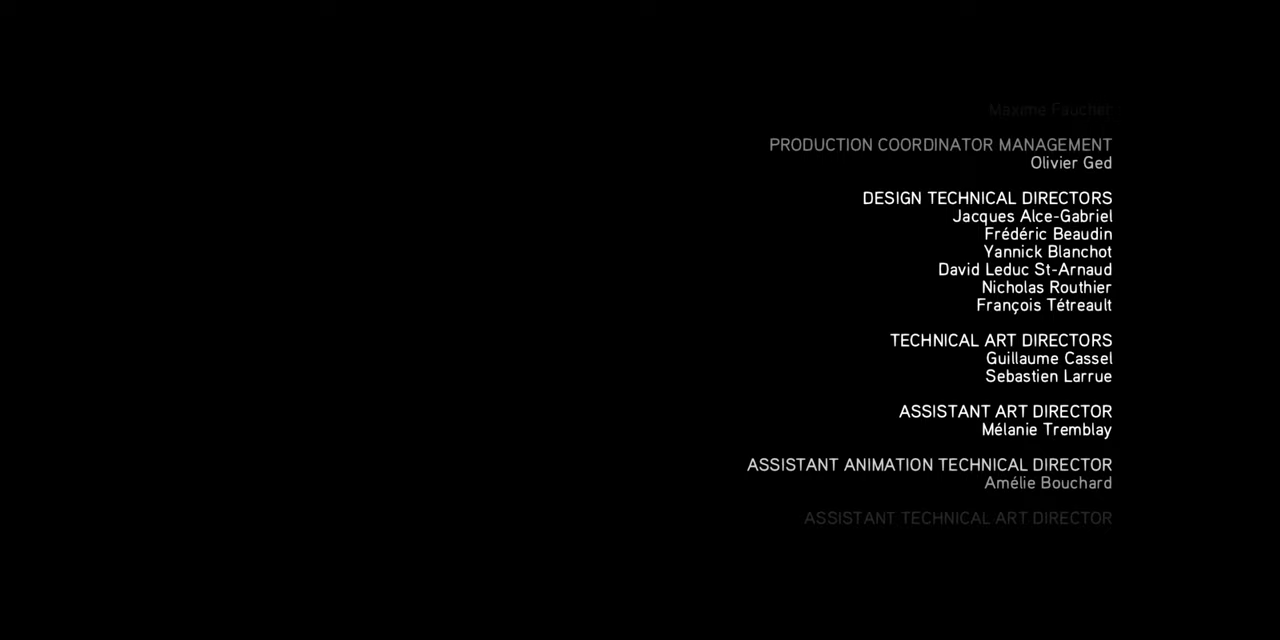 Maxime Faucher
PRODUCTION COORDINATOR MANAGEMENT
Olivier Ged
DESIGN TECHNICAL DIRECTORS
Jacques Alce-Gabriel
Frédéric Beaudin
Yannick Blanchot
David Leduc St-Arnaud
Nicholas Routhier
François Tétreault
TECHNICAL ART DIRECTORS
Guillaume Cassel
Sebastien Larrue
ASSISTANT ART DIRECTOR
Mélanie Tremblay
ASSISTANT ANIMATION TECHNICAL DIRECTOR
Amélie Bouchard
ASSISTANT TECHNICAL ART DIRECTOR